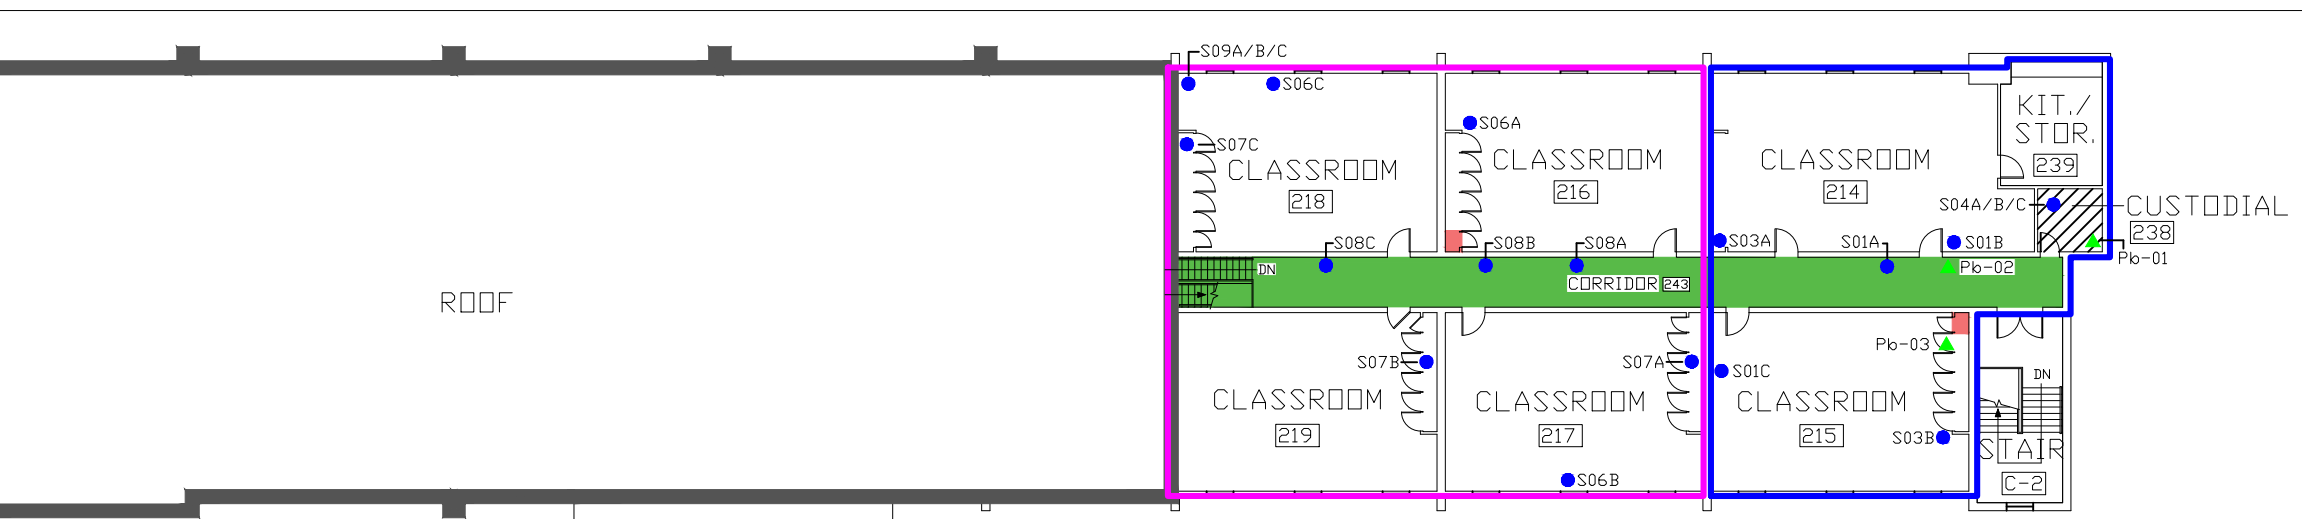 S09A/B/C
S06C
S06A
S07C
CLASSROOM
218
CLASSROOM
216
CLASSROOM
214
KIT./
STOR.
239
S04A/B/C
CUSTODIAL
238
S08C
S08B
S08A
S03A
S01A
S01B
Pb-01
DN
Pb-02
CORRIDOR 243
ROOF
Pb-03
S07B
S07A
S01C
DN
CLASSROOM
219
CLASSROOM
217
CLASSROOM
215
S03B
STAIR
C-2
S06B